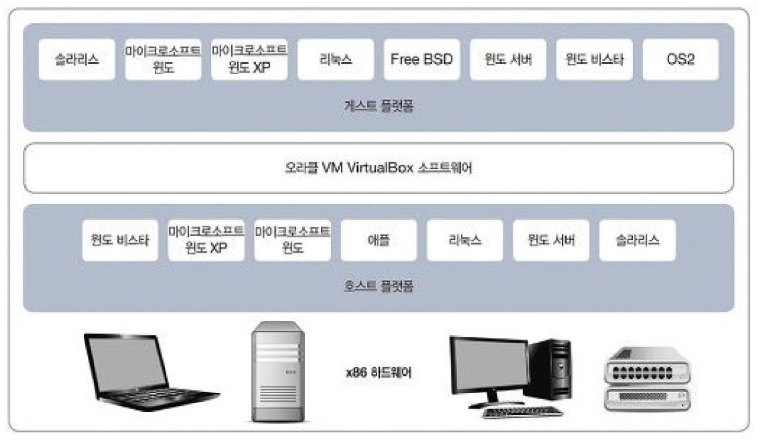 솔라리스
마이크로소프트
윈도
마이크로소프트
윈도 XP
리눅스
Free BSD
윈도 서버
윈도 비스타
OS2
게스트 플랫폼
오라클 VM VirtualBox 소프트웨어
윈도 비스타
마이크로소프트
윈도 XP
마이크로소프트
윈도
애플
리눅스
윈도 서버
솔라리스
호스트 플랫폼
x86 하드웨어